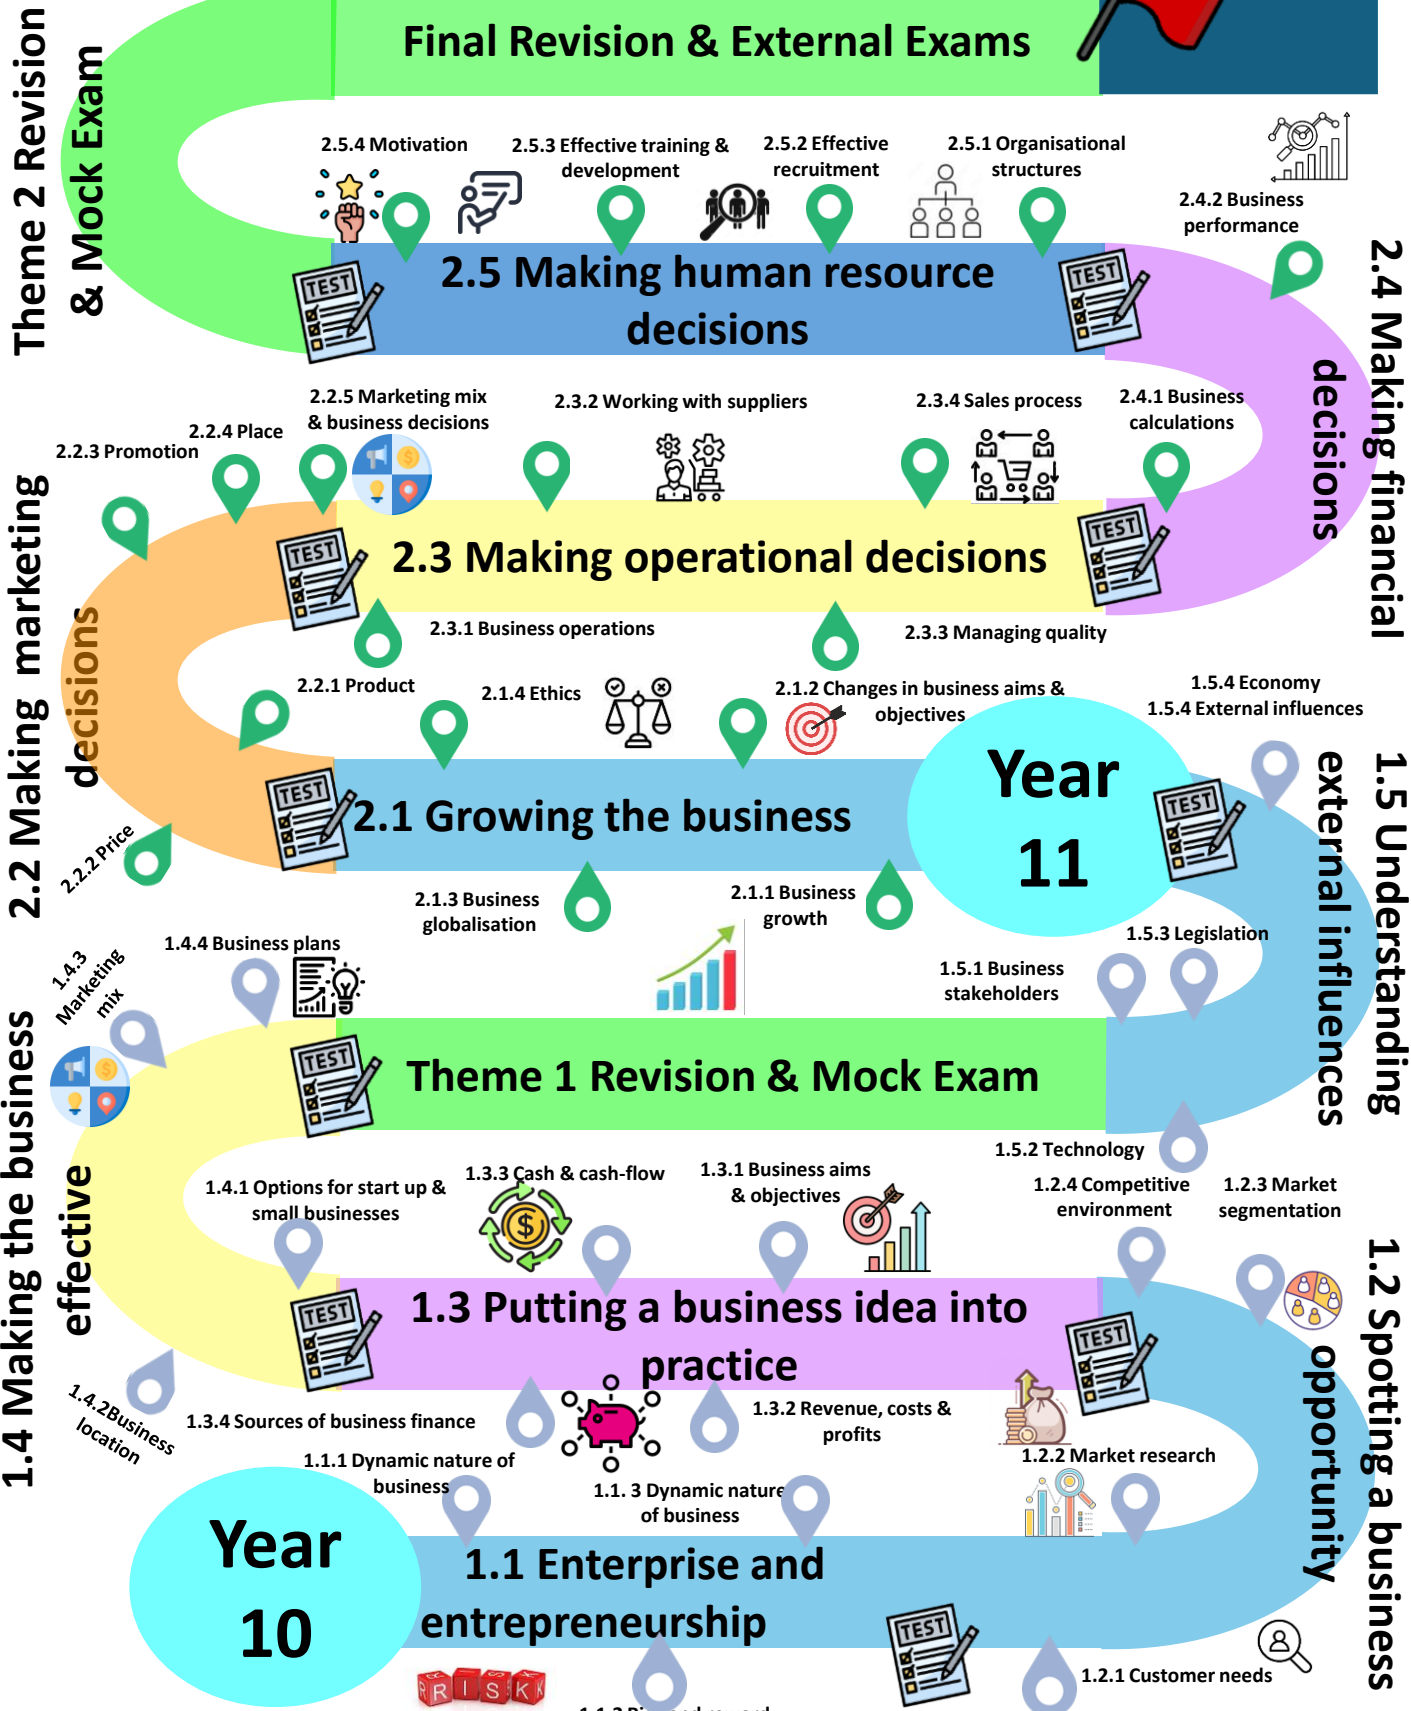 Final Revision & External Exams
Theme 2 Revision
& Mock Exam
2.5.4 Motivation
2.5.3 Effective training &
development
2.5.2 Effective
recruitment
2.5.1 Organisational
structures
2.4.2 Business
performance
TEST
2.5 Making human resource
decisions
TEST
2.4 Making financial
decisions
2.2.3 Promotion
2.2.4 Place
2.2.5 Marketing mix
& business decisions
2.3.2 Working with suppliers
2.3.4 Sales process
2.4.1 Business
calculations
TEST
2.3 Making operational decisions
TEST
2.2 Making marketing
decisions
2.3.1 Business operations
2.3.3 Managing quality
2.2.1 Product
2.1.4 Ethics
2.1.2 Changes in business aims &
objectives
1.5.4 Economy
1.5.4 External influences
Year
11
TEST
2.1 Growing the business
TEST
1.5 Understanding
external influences
2.2.2 Price
2.1.3 Business
globalisation
2.1.1 Business
growth
1.4.3
Marketing
mix
1.4.4 Business plans
1.5.1 Business
stakeholders
1.5.3 Legislation
TEST
Theme 1 Revision & Mock Exam
1.4 Making the business
effective
1.5.2 Technology
1.4.1 Options for start up &
small businesses
1.3.3 Cash & cash-flow
1.3.1 Business aims
& objectives
1.2.4 Competitive
environment
1.2.3 Market
segmentation
TEST
1.3 Putting a business idea into
practice
TEST
1.2 Spotting a business
opportunity
1.4.2Business
location
1.3.4 Sources of business finance
1.3.2 Revenue, costs &
profits
1.1.1 Dynamic nature of
business
1.1. 3 Dynamic nature
of business
1.2.2 Market research
Year
10
1.1 Enterprise and
entrepreneurship
TEST
RISK
1.2.1 Customer needs